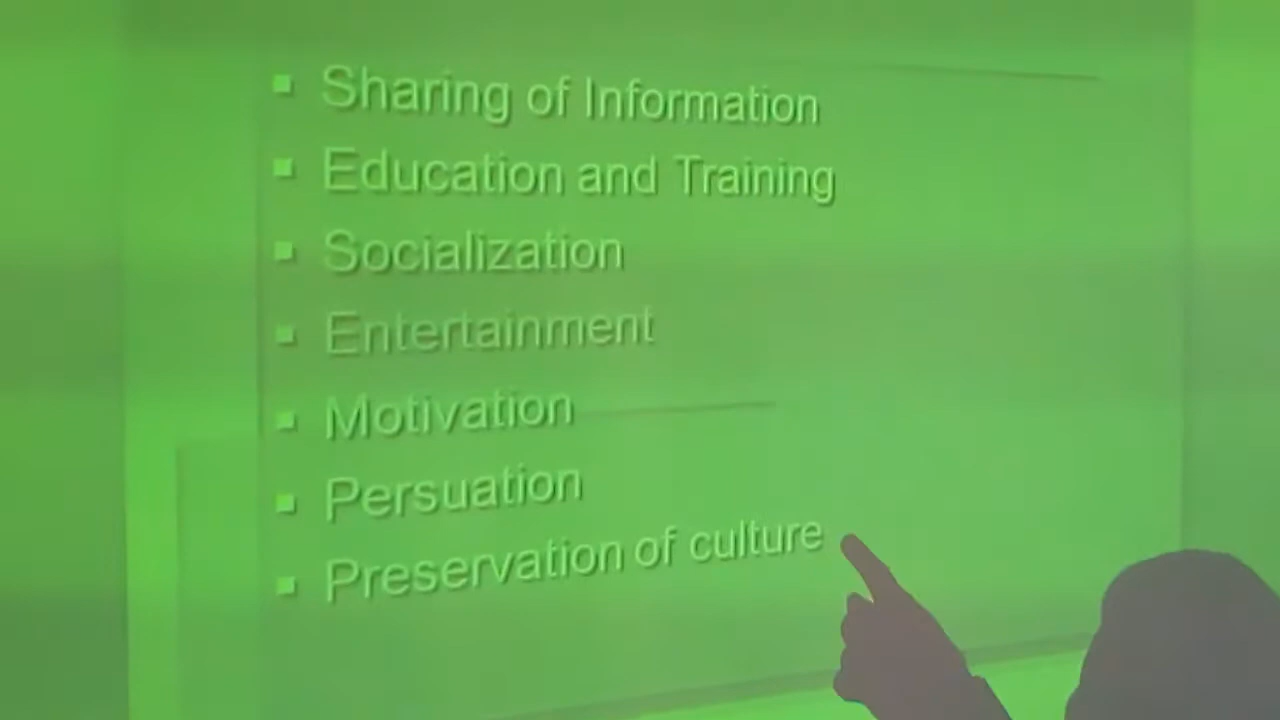 Sharing of Information
Education and Training
Socialization
Entertainment
Motivation
Persuation
Preservation of culture